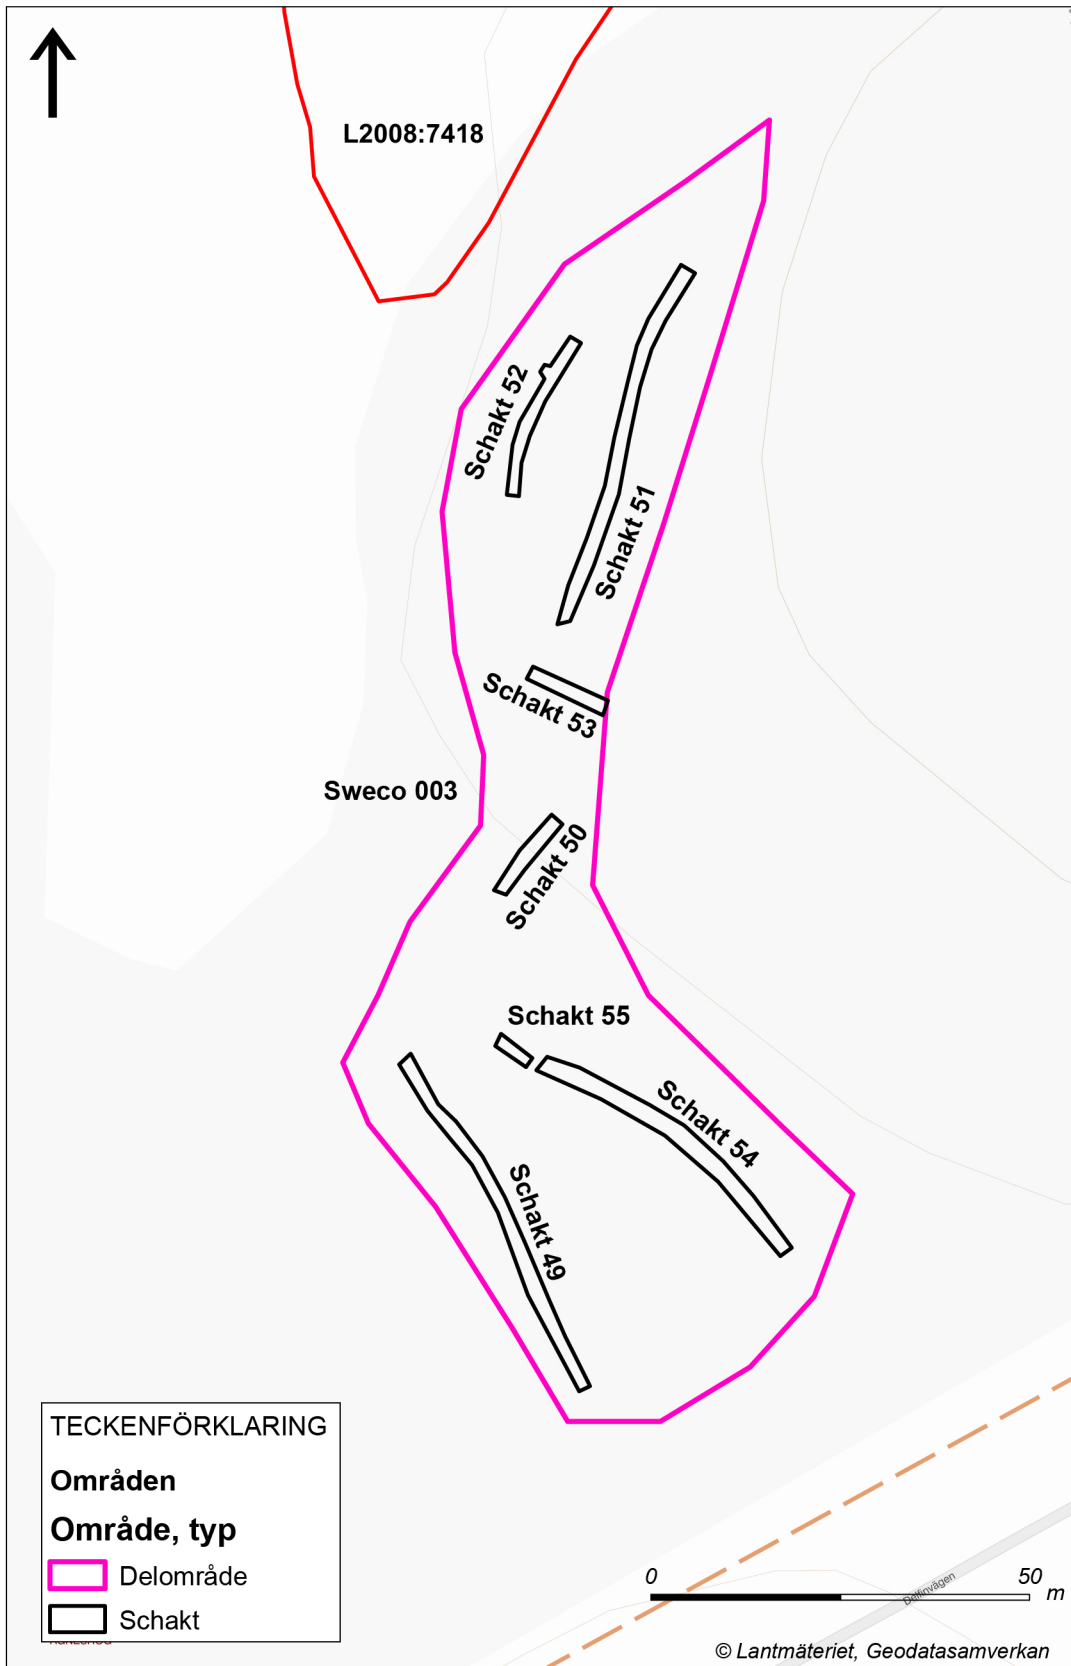 L2008:7418
Schakt 52
Schakt 51
Schakt 53
Sweco 003
Schakt 50
Schakt 55
Schakt 54
Schakt 49
TECKENFÖRKLARING
Områden
Område, typ
Delområde
Schakt
0 50 m
Delfinvägen
© Lantmäteriet, Geodatasamverkan